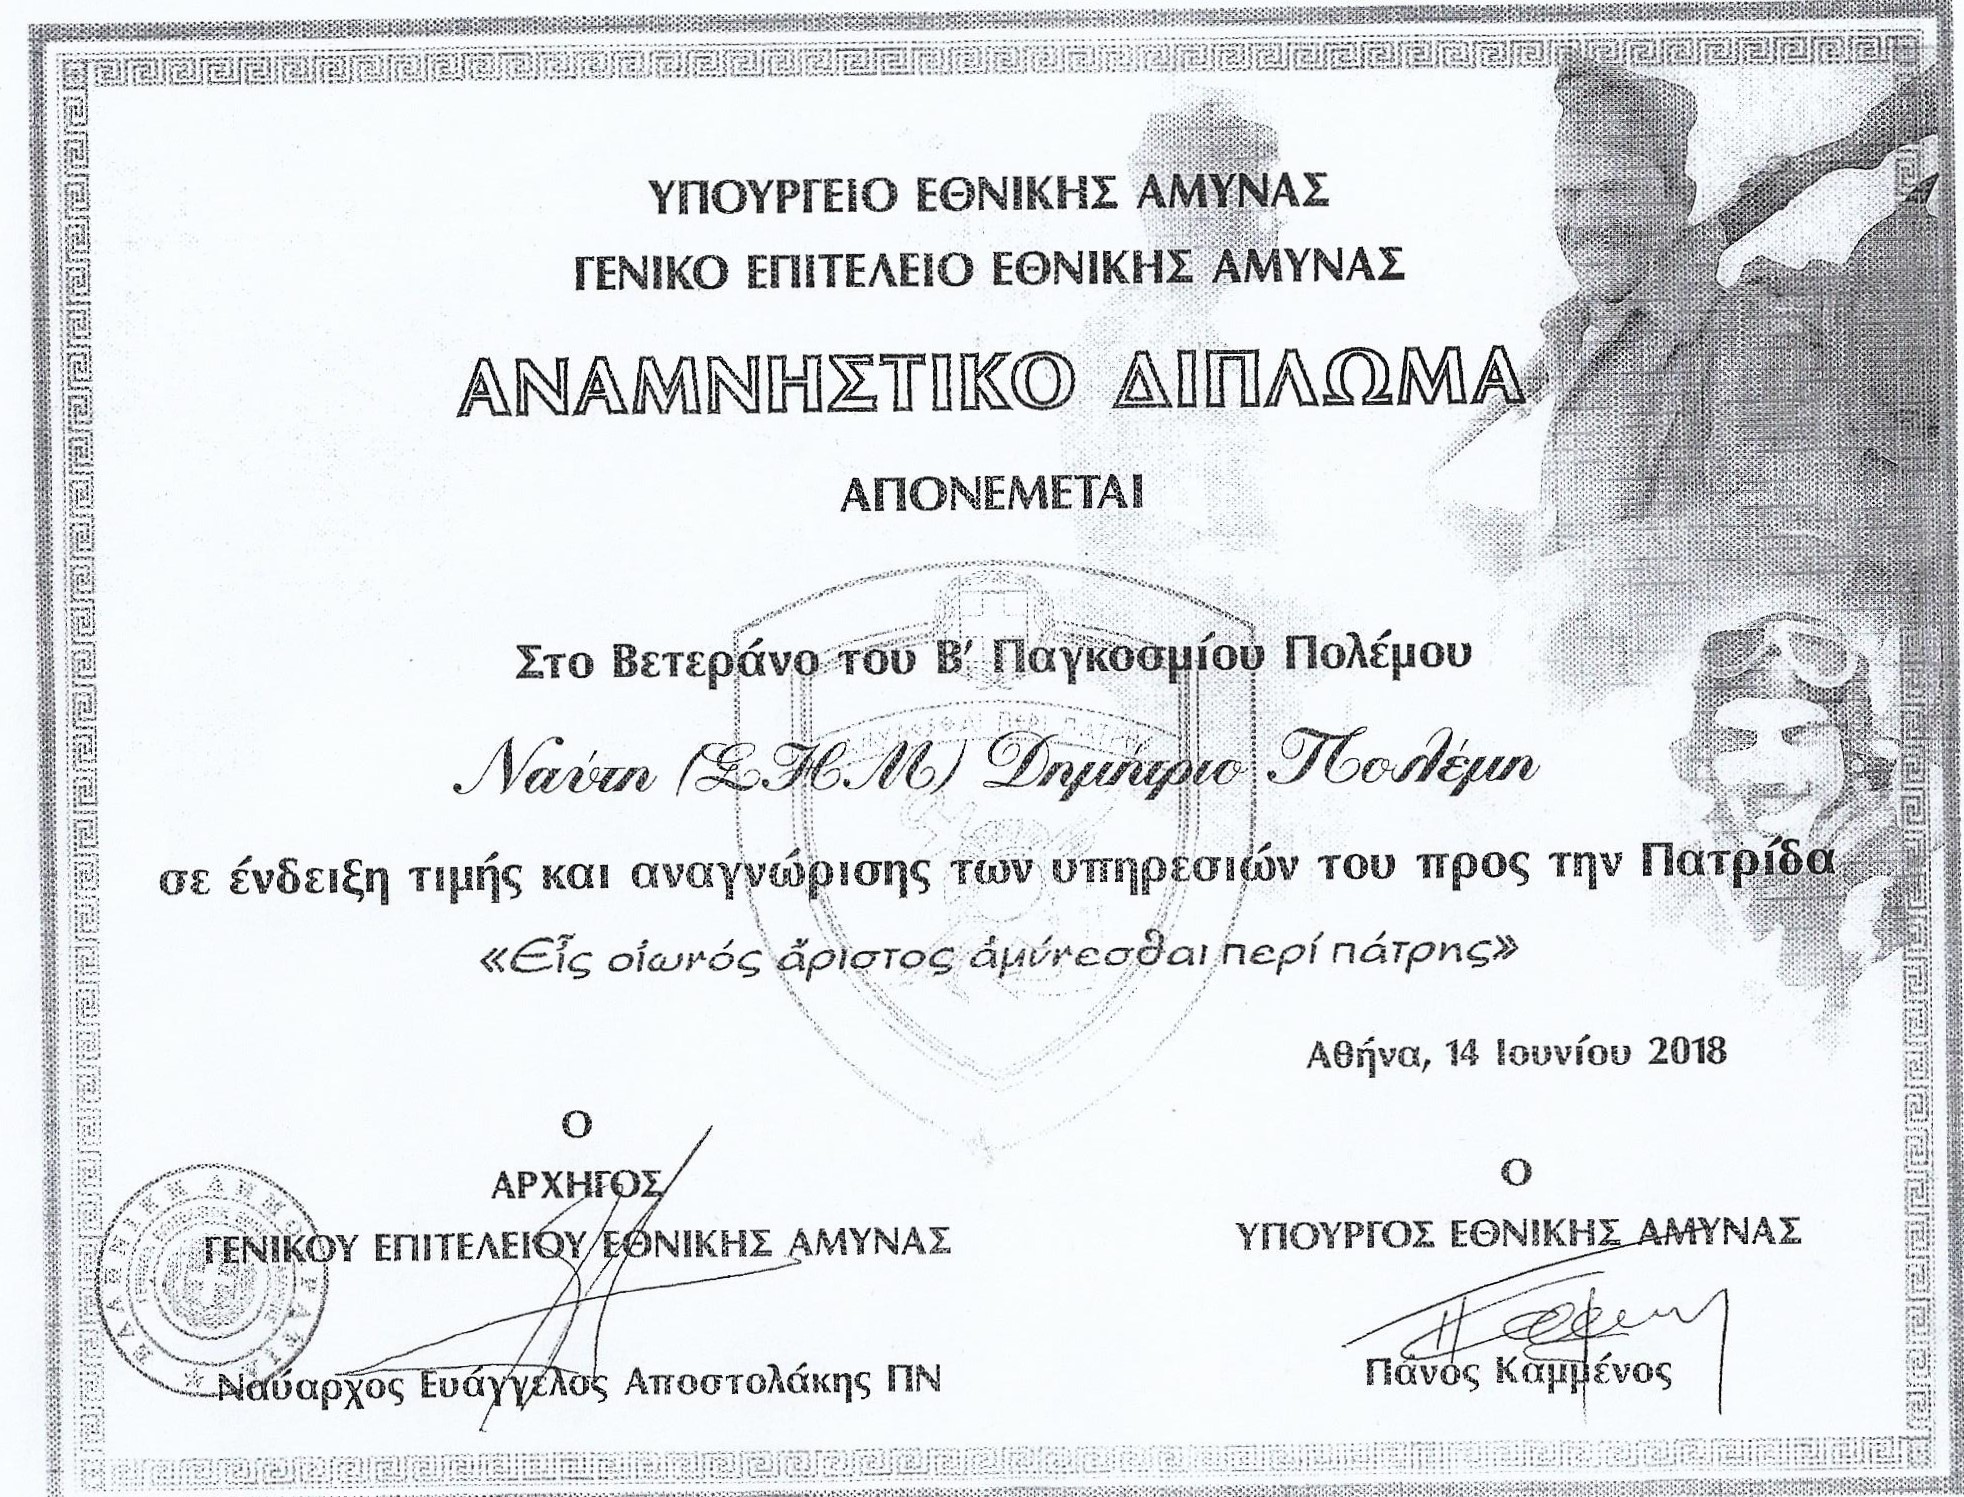 ΥΠΟΥΡΓΕΙΟ ΕΘΝΙΚΗΣ ΑΜΥΝΑΣ
ΓΕΝΙΚΟ ΕΠΙΤΕΛΕΙΟ ΕΘΝΙΚΗΣ ΑΜΥΝΑΣ
ΑΝΑΜΝΗΣΤΙΚΟ ΔΙΠΛΩΜΑ
ΑΠΟΝΕΜΕΤΑΙ
Στο Βετεράνο του Β' Παγκοσμίου Πολέμου
Ναύτη (ΣΗΜ) Δημήτριο Πολέμη
σε ένδειξη τιμής και αναγνώρισης των υπηρεσιών του προς την Πατρίδα
«Εἷς οἰωνός ἄριστος ἀμύνεσθαι περί πάτρης»
Αθήνα, 14 Ιουνίου 2018
Ο
ΑΡΧΗΓΟΣ
ΓΕΝΙΚΟΥ ΕΠΙΤΕΛΕΙΟΥ ΕΘΝΙΚΗΣ ΑΜΥΝΑΣ
Ναύαρχος Ευάγγελος Αποστολάκης ΠΝ
Ο
ΥΠΟΥΡΓΟΣ ΕΘΝΙΚΗΣ ΑΜΥΝΑΣ
Πάνος Καμμένος
ΕΛΛΗΝΙΚΗ ΔΗΜΟΚΡΑΤΙΑ